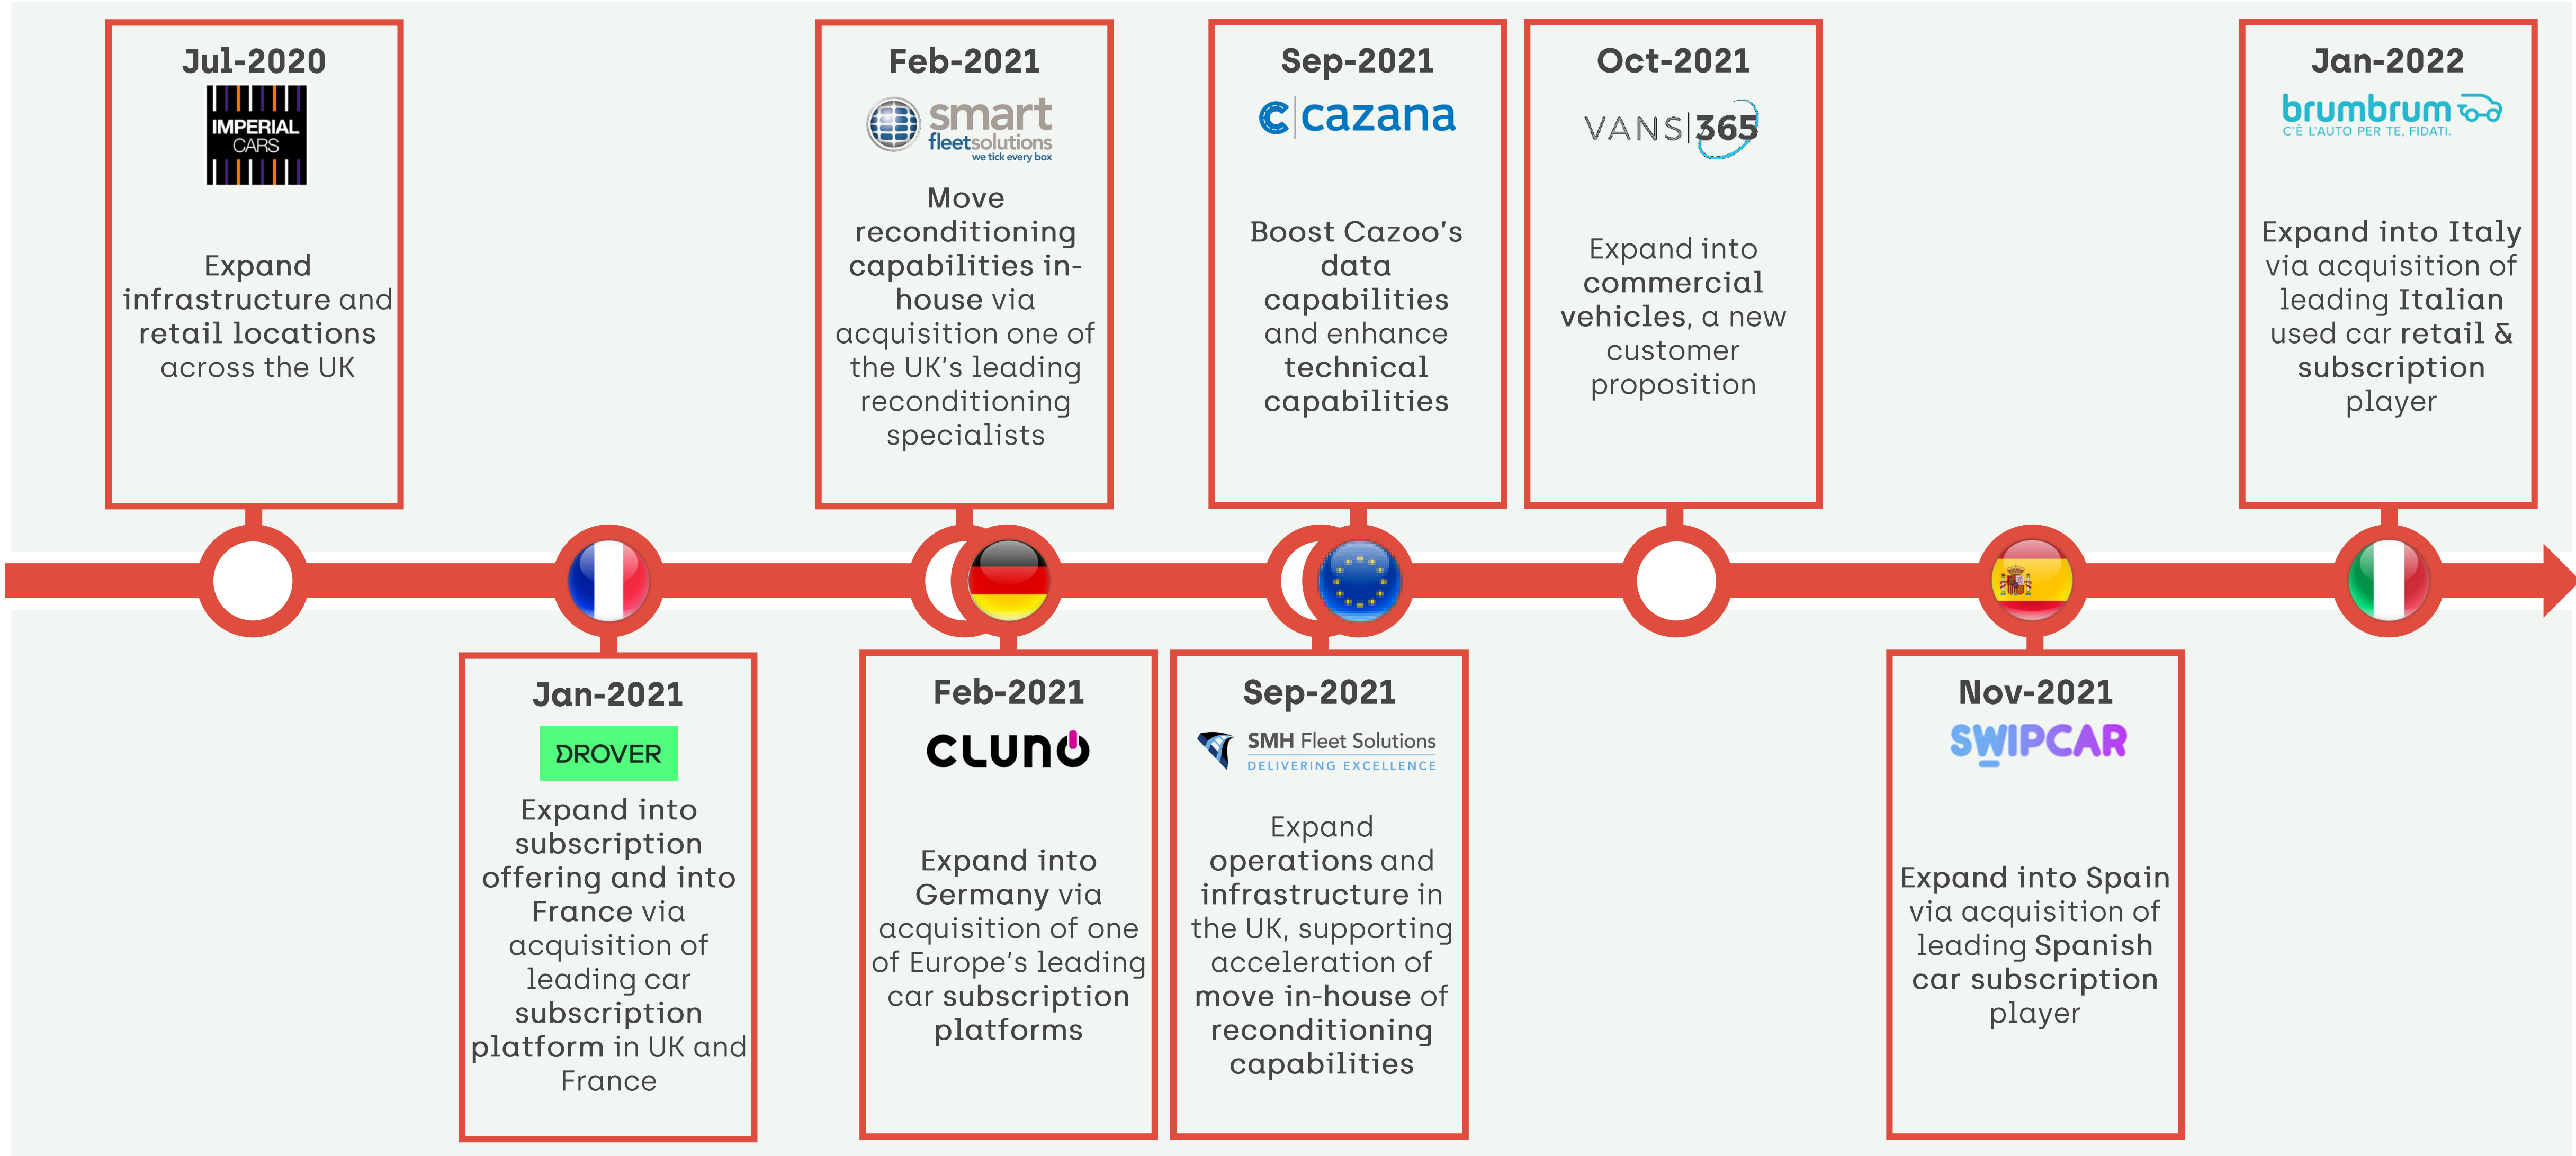 Jul-2020
IMPERIAL
CARS
Expand
infrastructure and
retail locations
across the UK
Jan-2021
DROVER
Expand into
subscription
offering and into
France via
acquisition of
leading car
subscription
platform in UK and
France
Feb-2021
smart
fleetsolutions
we tick every box
Move
reconditioning
capabilities in-
house via
acquisition one of
the UK's leading
reconditioning
specialists
Feb-2021
CLUNO
Expand into
Germany via
acquisition of one
of Europe's leading
car subscription
platforms
Sep-2021
c|cazana
Boost Cazoo's
data
capabilities
and enhance
technical
capabilities
Sep-2021
SMH Fleet Solutions
DELIVERING EXCELLENCE
Expand
operations and
infrastructure in
the UK, supporting
acceleration of
move in-house of
reconditioning
capabilities
Oct-2021
VANS|365
Expand into
commercial
vehicles, a new
customer
proposition
Nov-2021
SWIPCAR
Expand into Spain
via acquisition of
leading Spanish
car subscription
player
Jan-2022
brumbrum
C'È L'AUTO PER TE, FIDATI.
Expand into Italy
via acquisition of
leading Italian
used car retail &
subscription
player